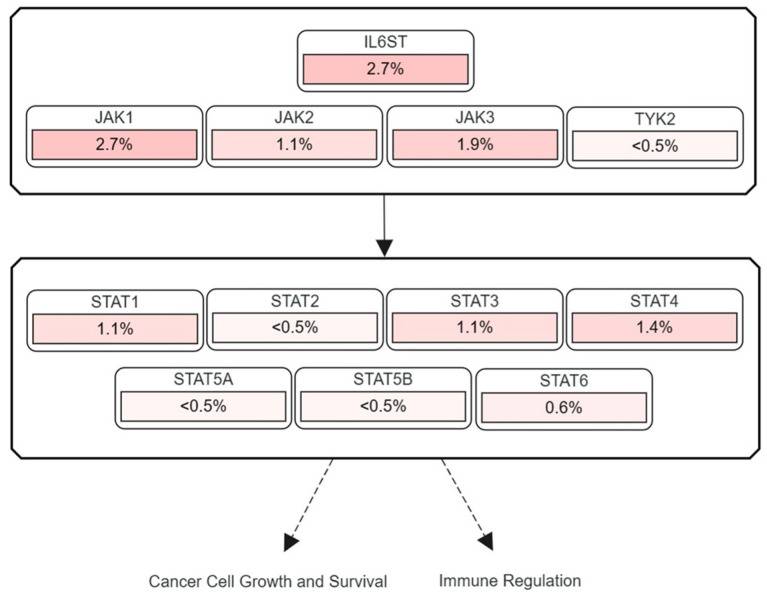 IL6ST
2.7%
JAK1 JAK2 JAK3 TYK2
2.7% 1.1% 1.9% <0.5%
STAT1 STAT2 STAT3 STAT4
1.1% <0.5% 1.1% 1.4%
STAT5A STAT5B STAT6
<0.5% <0.5% 0.6%
Cancer Cell Growth and Survival Immune Regulation